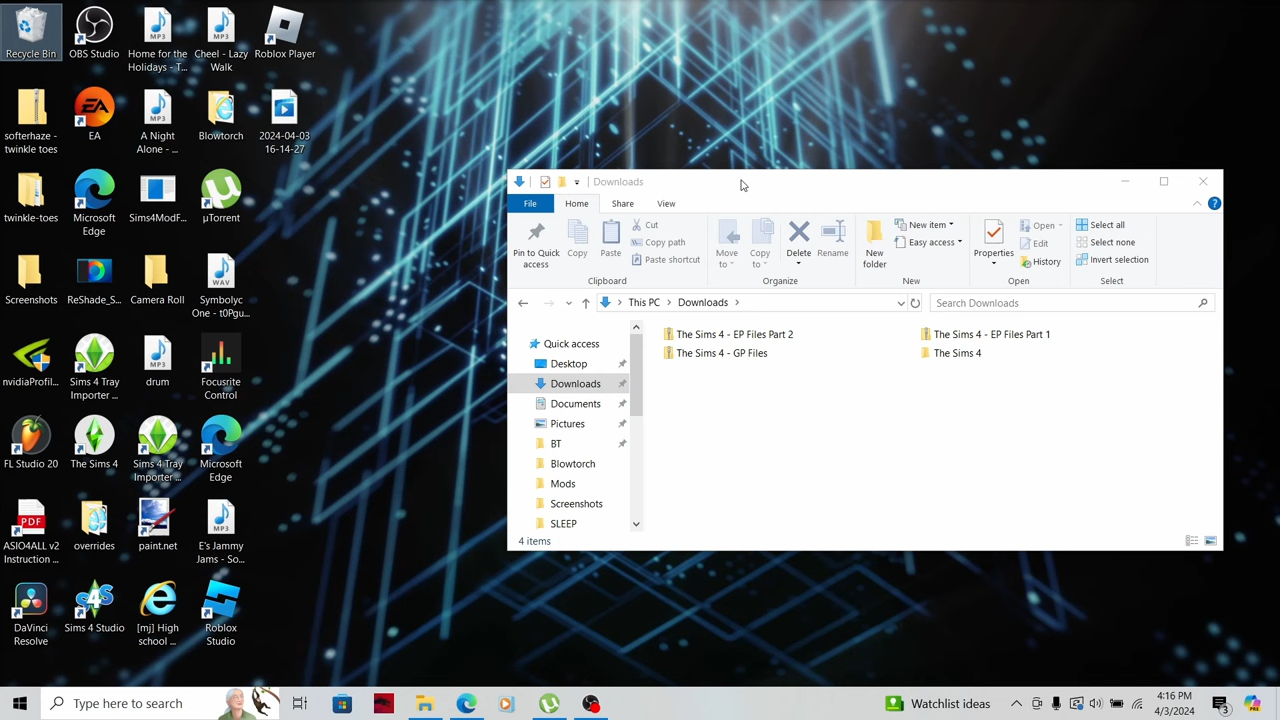 Recycle Bin
OBS Studio
Home for the
Holidays - T...
Cheel - Lazy
Walk
Roblox Player
softerhaze -
twinkle toes
EA
A Night
Alone - ...
Blowtorch
2024-04-03
16-14-27
twinkle-toes
Microsoft
Edge
Sims4ModF...
µTorrent
Screenshots
ReShade_S...
Camera Roll
Symbolyc
One - t0Pgu...
nvidiaProfil...
Sims 4 Tray
Importer ...
drum
Focusrite
Control
FL Studio 20
The Sims 4
Sims 4 Tray
Importer ...
Microsoft
Edge
ASIO4ALL v2
Instruction ...
overrides
paint.net
E's Jammy
Jams - So...
DaVinci
Resolve
Sims 4 Studio
[mj] High
school ...
Roblox
Studio
Downloads
File
Home
Share
View
Pin to Quick
access
Copy
Paste
Cut
Copy path
Paste shortcut
Clipboard
Move
to
Copy
to
Delete
Rename
Organize
New
folder
New item
Easy access
New
Properties
Open
Edit
History
Open
Select all
Select none
Invert selection
Select
This PC
Downloads
Search Downloads
Quick access
Desktop
Downloads
Documents
Pictures
BT
Blowtorch
Mods
Screenshots
SLEEP
The Sims 4 - EP Files Part 2
The Sims 4 - EP Files Part 1
The Sims 4 - GP Files
The Sims 4
4 items
Type here to search
Watchlist ideas
4:16 PM
4/3/2024
3